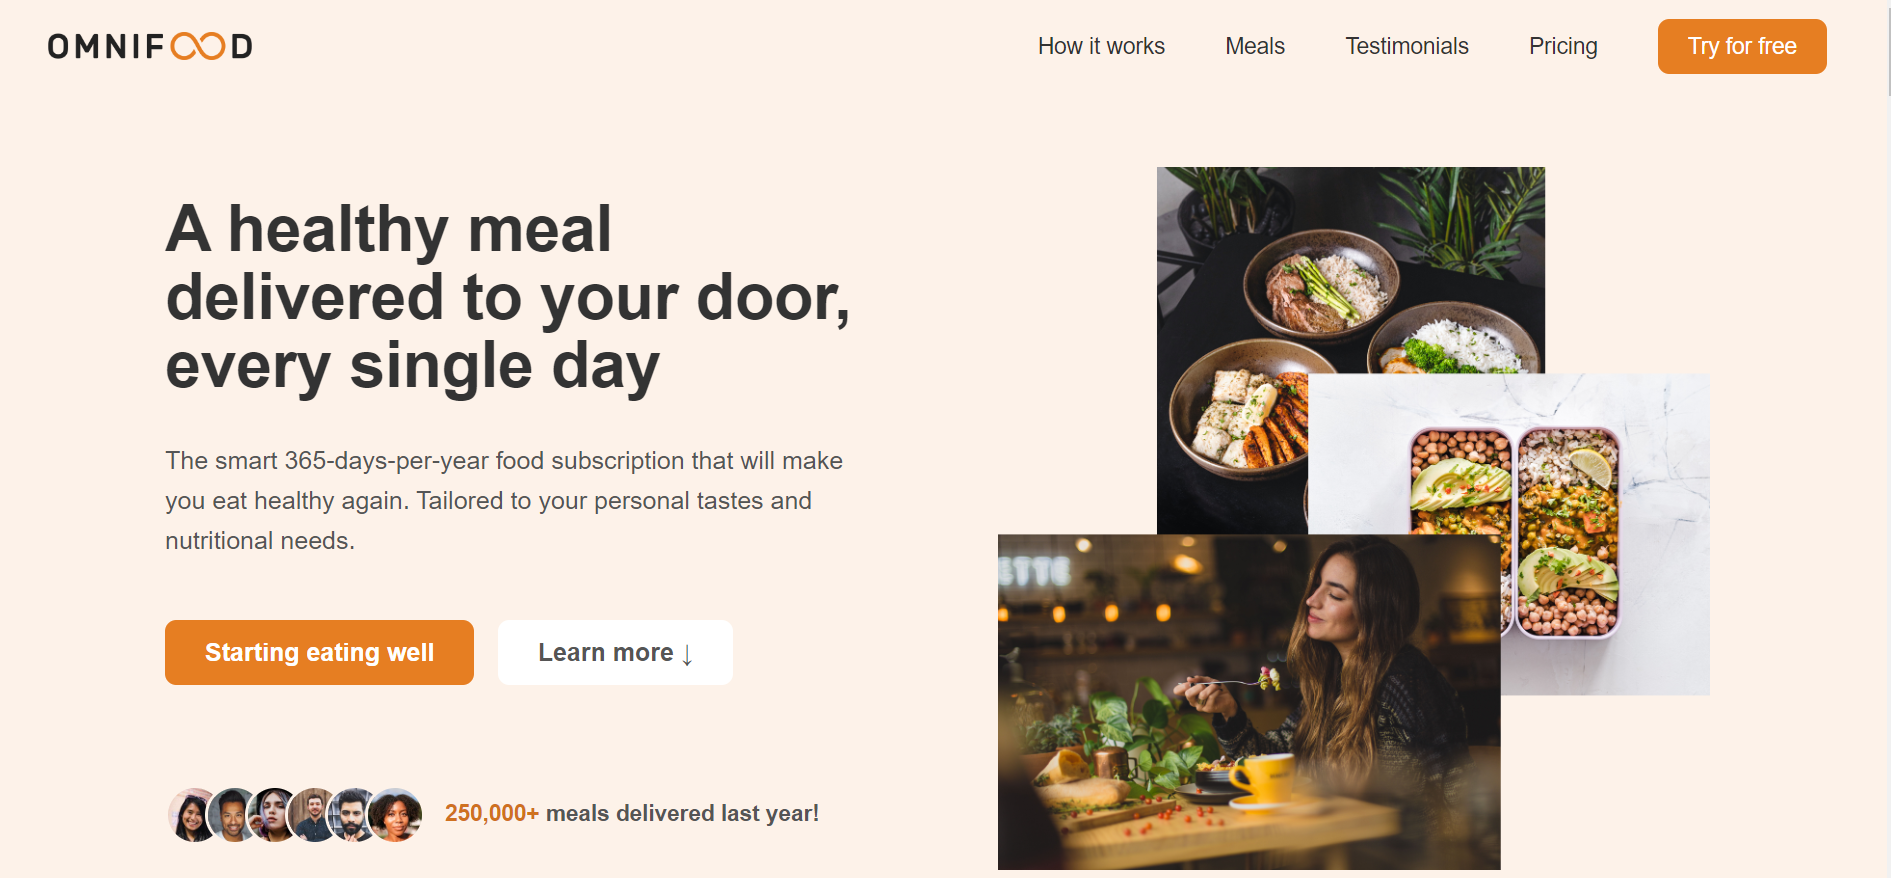 OMNIFOOD
How it works
Meals
Testimonials
Pricing
Try for free
A healthy meal
delivered to your door,
every single day
The smart 365-days-per-year food subscription that will make
you eat healthy again. Tailored to your personal tastes and
nutritional needs.
Starting eating well
Learn more ↓
250,000+ meals delivered last year!
ETTE